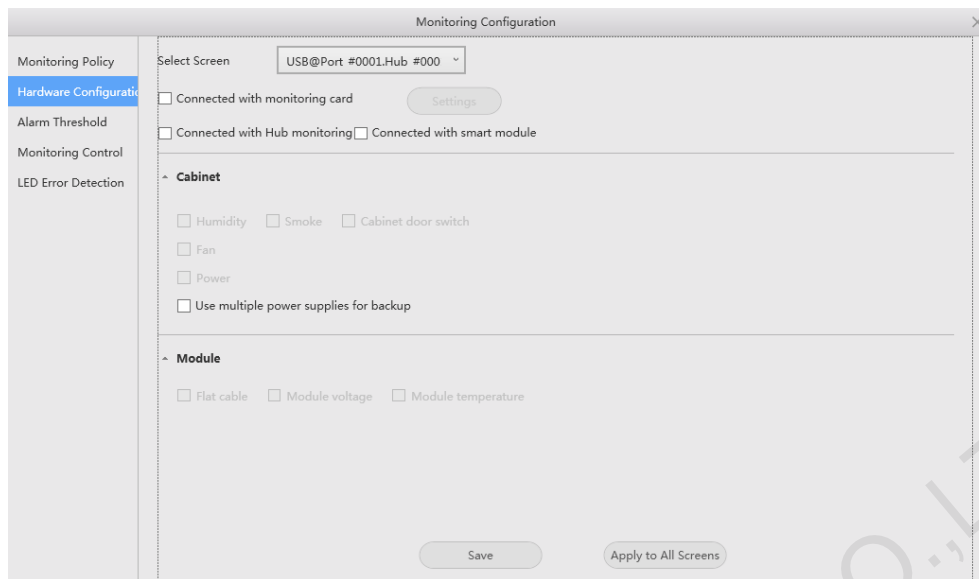 Monitoring Configuration
Monitoring Policy
Hardware Configuratio
Alarm Threshold
Monitoring Control
LED Error Detection
Select Screen
USB@Port #0001.Hub #000
Connected with monitoring card
Settings
Connected with Hub monitoring
Connected with smart module
Cabinet
Humidity
Smoke
Cabinet door switch
Fan
Power
Use multiple power supplies for backup
Module
Flat cable
Module voltage
Module temperature
Save
Apply to All Screens